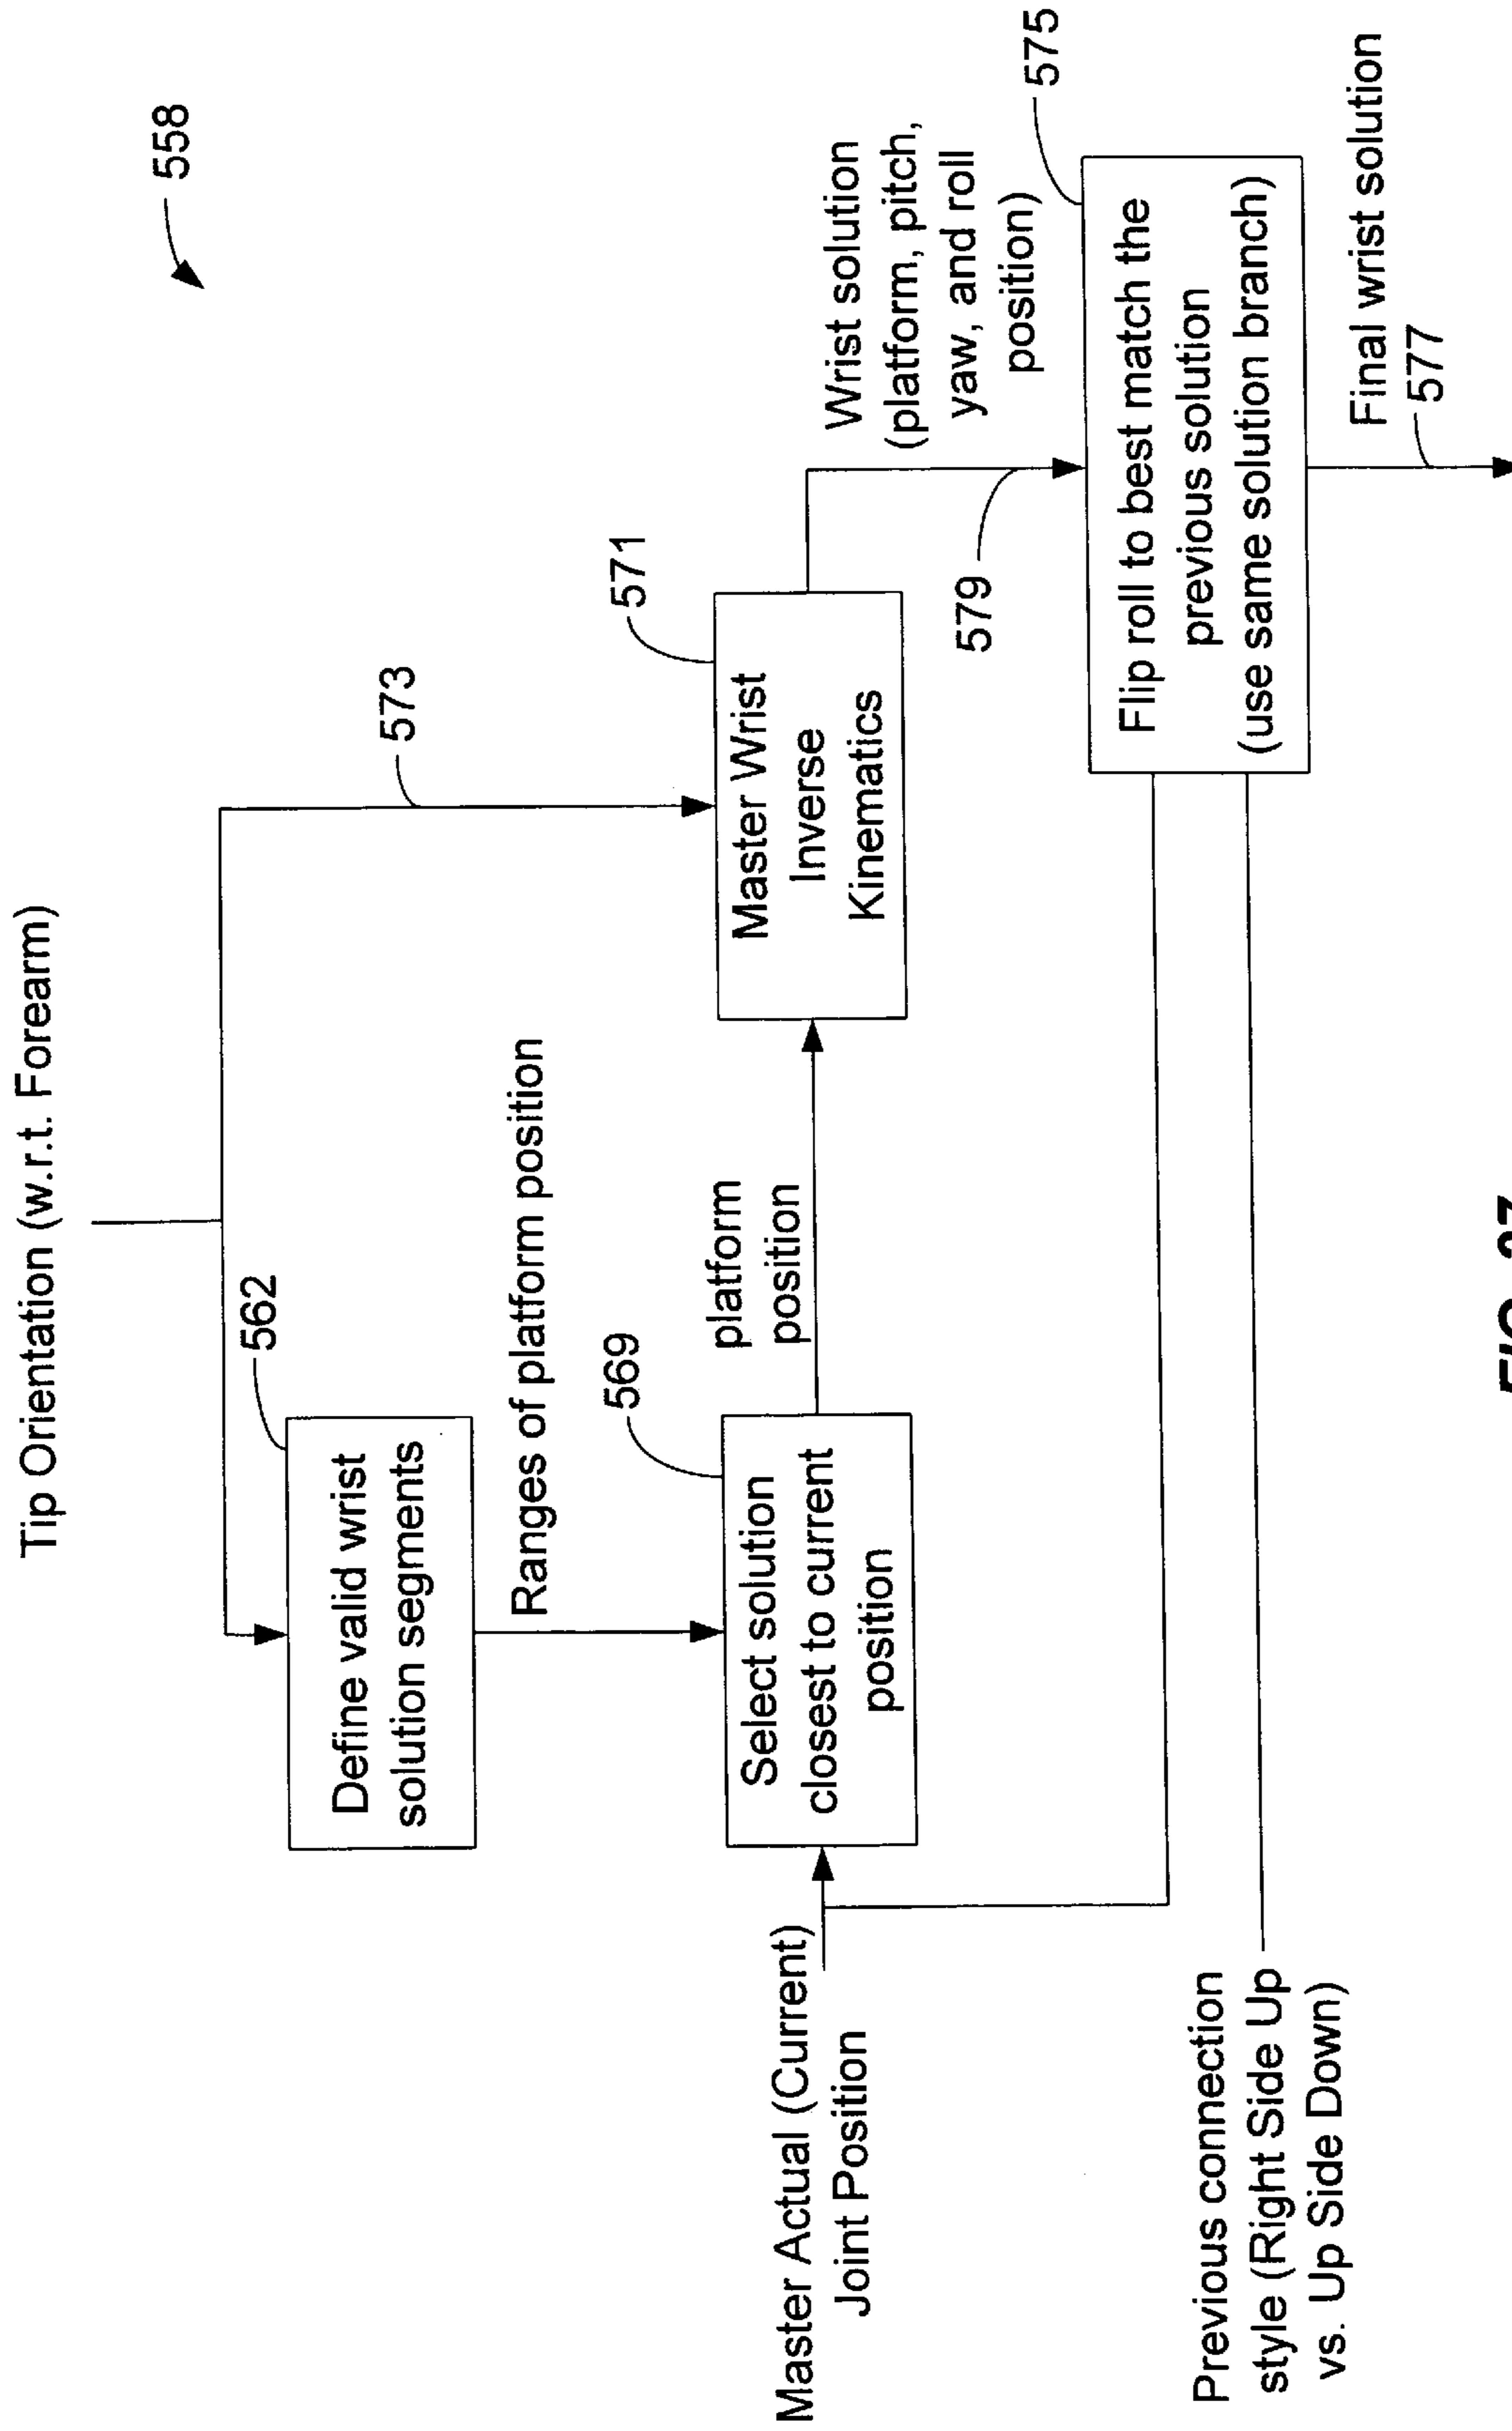 558
Tip Orientation (w.r.t. Forearm)
573
562
Define valid wrist
solution segments
Ranges of platform position
571
569
Master Wrist
Inverse
Kinematics
platform
position
Select solution
closest to current
position
Master Actual (Current)
Joint Position
Wrist solution
(platform, pitch,
yaw, and roll
position)
579
575
Flip roll to best match the
previous solution
(use same solution branch)
Previous connection
style (Right Side Up
vs. Up Side Down)
Final wrist solution
577